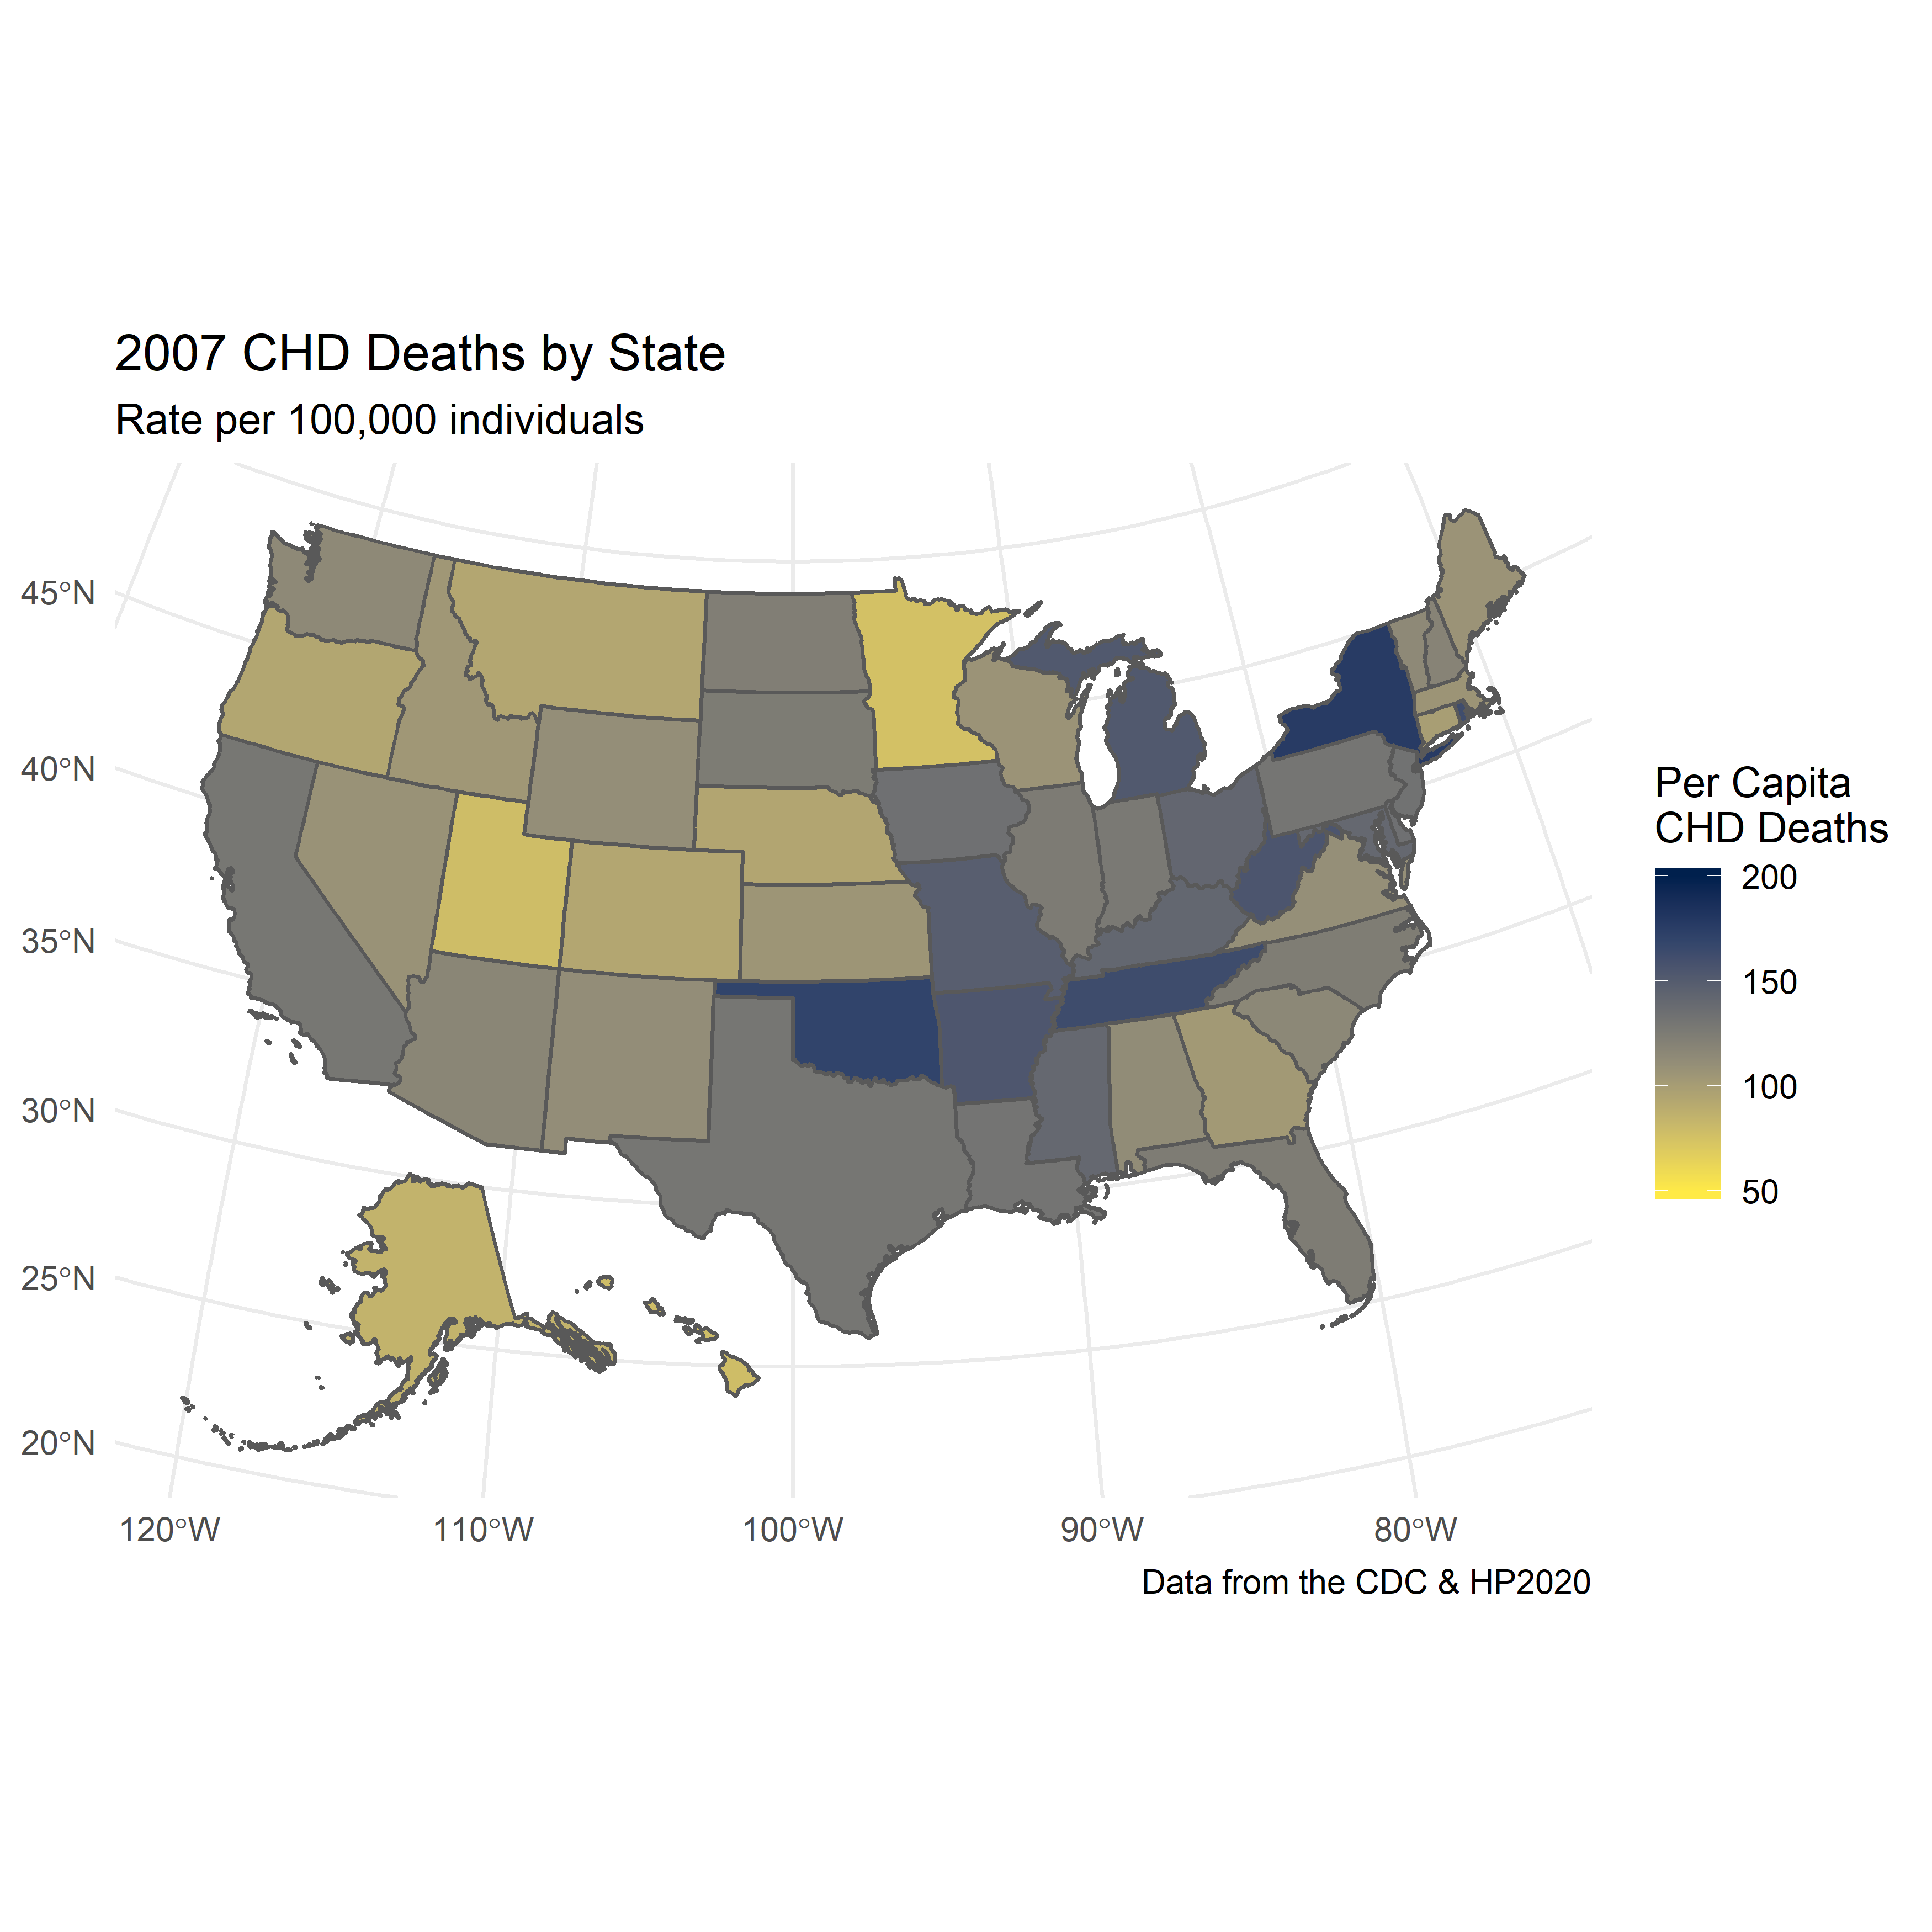 2007 CHD Deaths by State
Rate per 100,000 individuals
45°N
40°N
35°N
30°N
25°N
20°N
120°W
110°W
100°W
90°W
80°W
Per Capita
CHD Deaths
200
150
100
50
Data from the CDC & HP2020